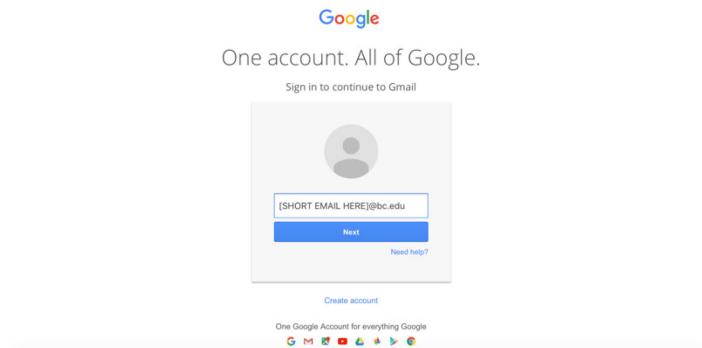 Google
One account. All of Google.
Sign in to continue to Gmail
[SHORT EMAIL HERE]@bc.edu
Next
Need help?
Create account
One Google Account for everything Google